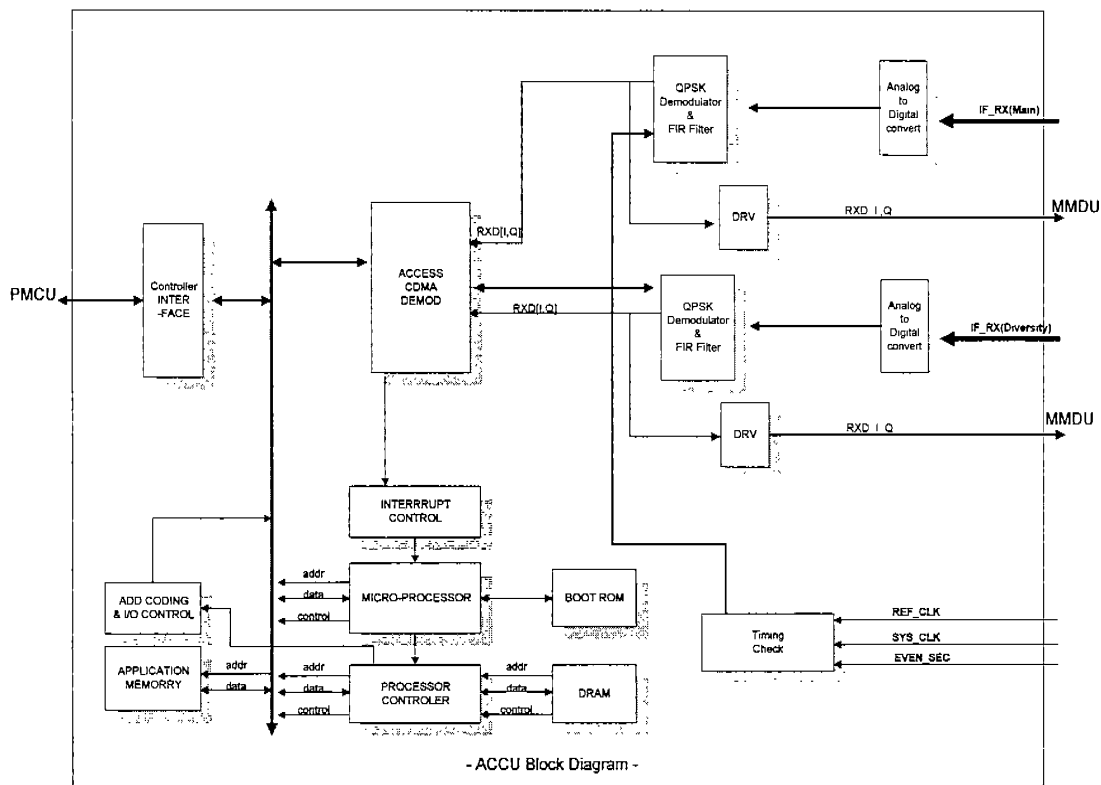 QPSK
Demodulator
&
FIR Filter
Analog
to
Digital
convert
IF_RX(Main)
DRV
RXD_I,Q
MMDU
RXD[I,Q]
ACCESS
CDMA
DEMOD
PMCU
Controller
INTER
-FACE
RXD[I,Q]
QPSK
Demodulator
&
FIR Filter
Analog
to
Digital
convert
IF_RX(Diversity)
DRV
RXD_I_Q
MMDU
INTERRRUPT
CONTROL
ADD CODING
& I/O CONTROL
addr
data
control
MICRO-PROCESSOR
BOOT ROM
Timing
Check
REF_CLK
SYS_CLK
EVEN_SEC
APPLICATION
MEMORRY
addr
data
addr
data
control
PROCESSOR
CONTROLER
addr
data
control
DRAM
- ACCU Block Diagram -